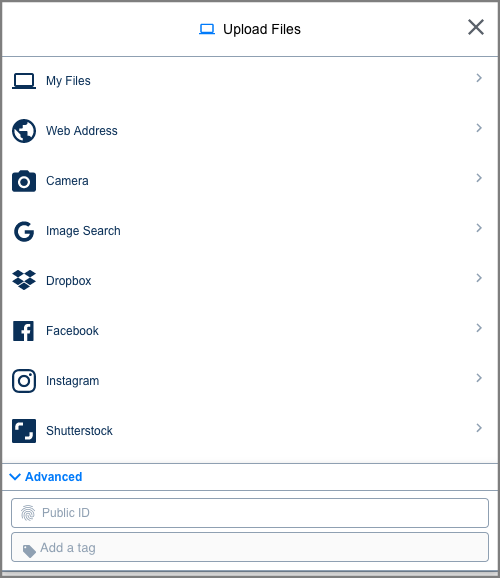 Upload Files
My Files
Web Address
Camera
Image Search
Dropbox
Facebook
Instagram
Shutterstock
Advanced
Public ID
Add a tag